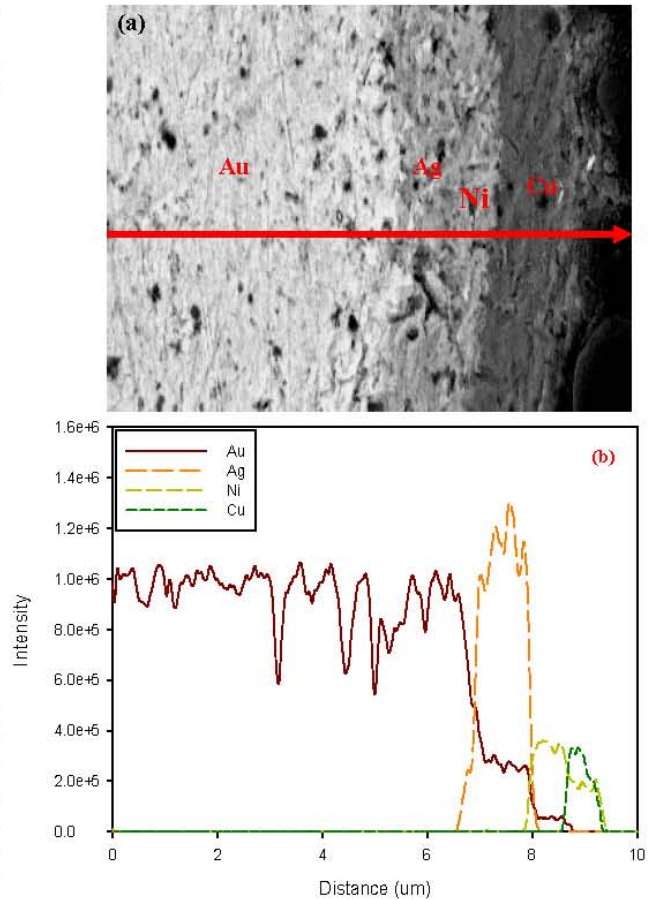 (a)
Au
Ag
Ni
Cu
1.6e+6
1.4e+6
1.2e+6
1.0e+6
8.0e+5
6.0e+5
4.0e+5
2.0e+5
0.0
Intensity
Au
Ag
Ni
Cu
(b)
0 2 4 6 8 10
Distance (um)